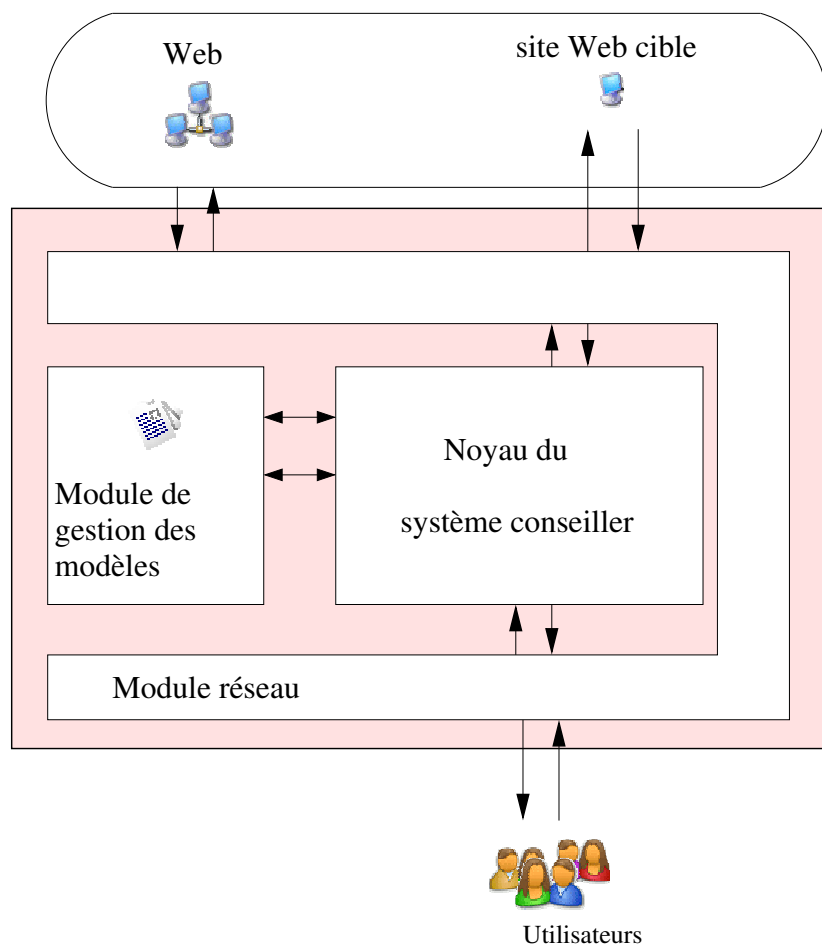 Web
site Web cible
Noyau du
système conseiller
Module de
gestion des
modèles
Module réseau
Utilisateurs